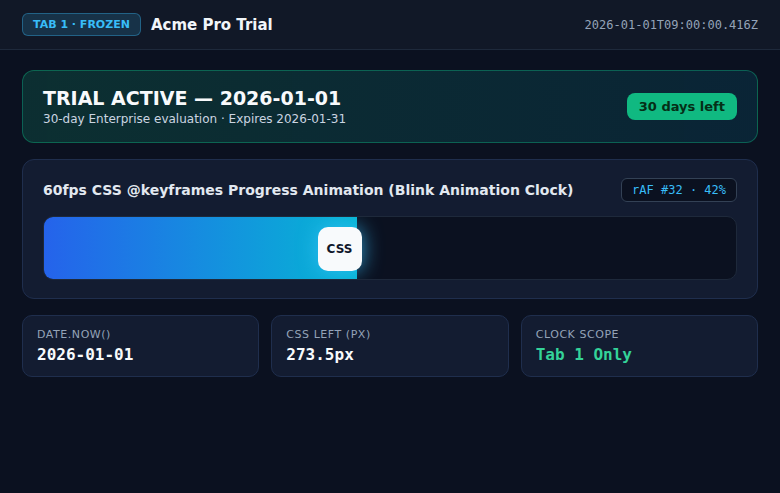 TAB 1 · FROZEN
Acme Pro Trial
2026-01-01T09:00:00.416Z
TRIAL ACTIVE — 2026-01-01
30-day Enterprise evaluation · Expires 2026-01-31
30 days left
60fps CSS @keyframes Progress Animation (Blink Animation Clock)
rAF #32 · 42%
CSS
DATE.NOW()
2026-01-01
CSS LEFT (PX)
273.5px
CLOCK SCOPE
Tab 1 Only